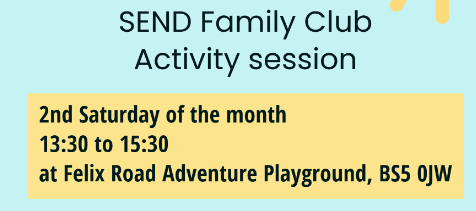 SEND Family Club
Activity session
2nd Saturday of the month
13:30 to 15:30
at Felix Road Adventure Playground, BS5 0JW